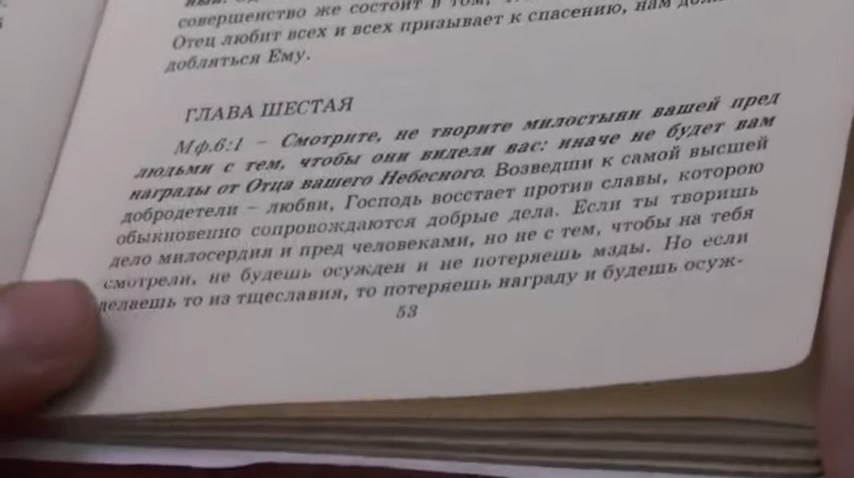 совершенство же состоит в том,
Отец любит всех и всех призывает к спасению, нам
добляться Ему.
ГЛАВА ШЕСТАЯ
Мф.6:1 – Смотрите, не творите милостыни вашей пред
людьми с тем, чтобы они видели вас: иначе не будет вам
награды от Отца вашего Небесного. Возведши к самой высшей
добродетели – любви, Господь восстает против славы, которою
обыкновенно сопровождаются добрые дела. Если ты творишь
дело милосердия и пред человеками, но не с тем, чтобы на тебя
смотрели, не будешь осужден и не потеряешь мзды. Но если
делаешь то из тщеславия, то потеряешь награду и будешь осуж-
53